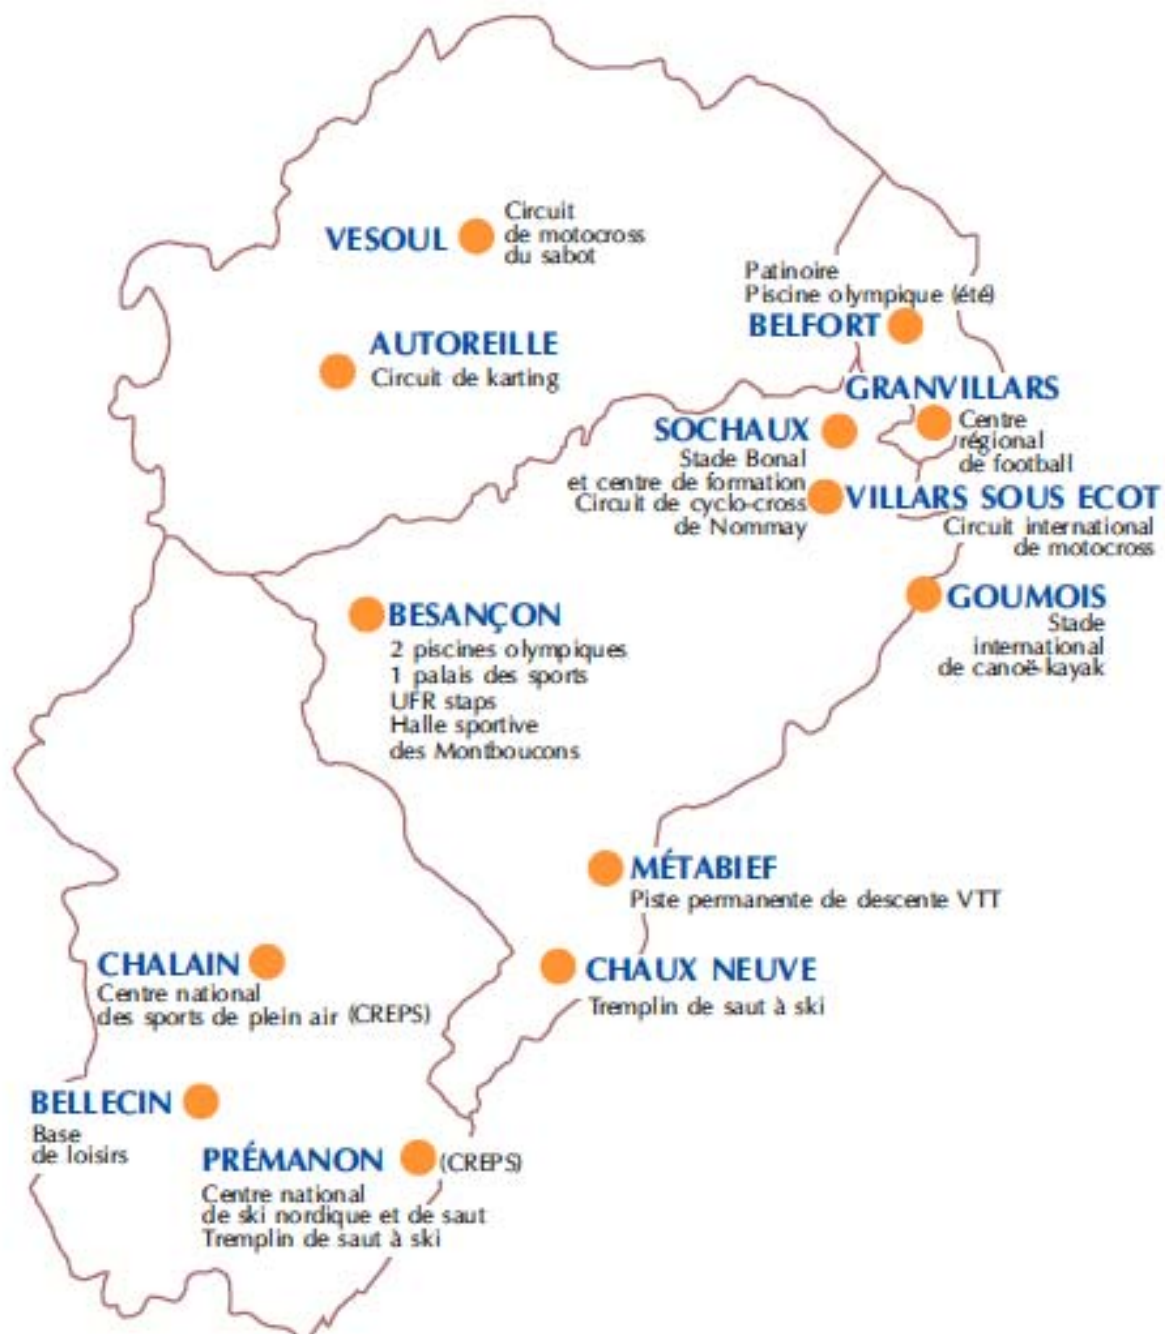 VESOUL
Circuit
de motocross
du sabot
Patinoire
Piscine olympique (été)
BELFORT
AUTOREILLE
Circuit de karting
GRANVILLARS
Centre
régional
de football
SOCHAUX
Stade Bonal
et centre de formation
Circuit de cyclo-cross
de Nommay
VILLARS SOUS ECOT
Circuit international
de motocross
BESANÇON
2 piscines olympiques
1 palais des sports
UFR staps
Halle sportive
des Montboucons
GOUMOIS
Stade
international
de canoë-kayak
MÉTABIEF
Piste permanente de descente VTT
CHALAIN
Centre national
des sports de plein air (CREPS)
CHAUX NEUVE
Tremplin de saut à ski
BELLECIN
Base
de loisirs
PRÉMANON (CREPS)
Centre national
de ski nordique et de saut
Tremplin de saut à ski